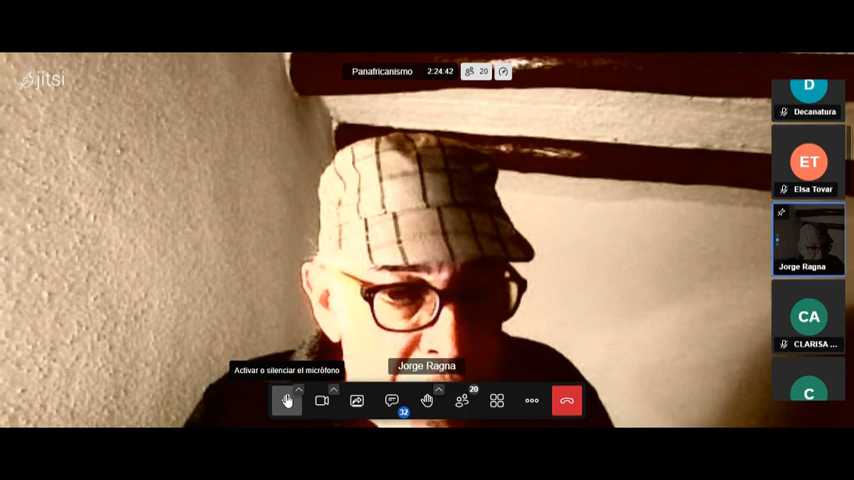 jitsi
Panafricanismo 2:24:42 20
D
Decanatura
ET
Elsa Tovar
Jorge Ragna
CA
CLARISA ...
C
Jorge Ragna
Activar o silenciar el micrófono
20
32